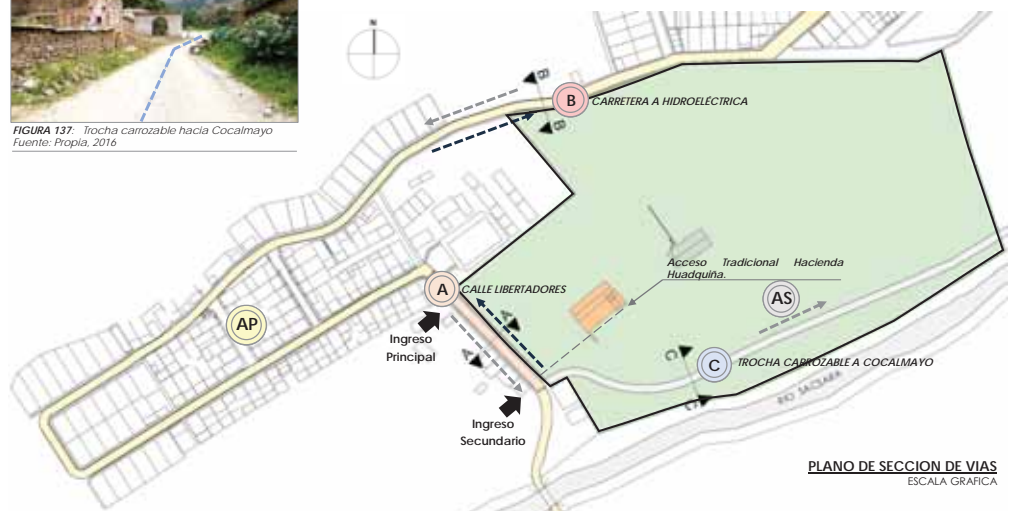 FIGURA 137: Trocha carrozable hacia Cocalmayo
Fuente: Propia, 2016
N
B
B
B
CARRETERA A HIDROELÉCTRICA
Acceso Tradicional Hacienda
Huadquiña.
A
CALLE LIBERTADORES
AS
AP
Ingreso
Principal
A
A
C
C
TROCHA CARROZABLE A COCALMAYO
C
RIO SACSARA
Ingreso
Secundario
PLANO DE SECCION DE VIAS
ESCALA GRAFICA